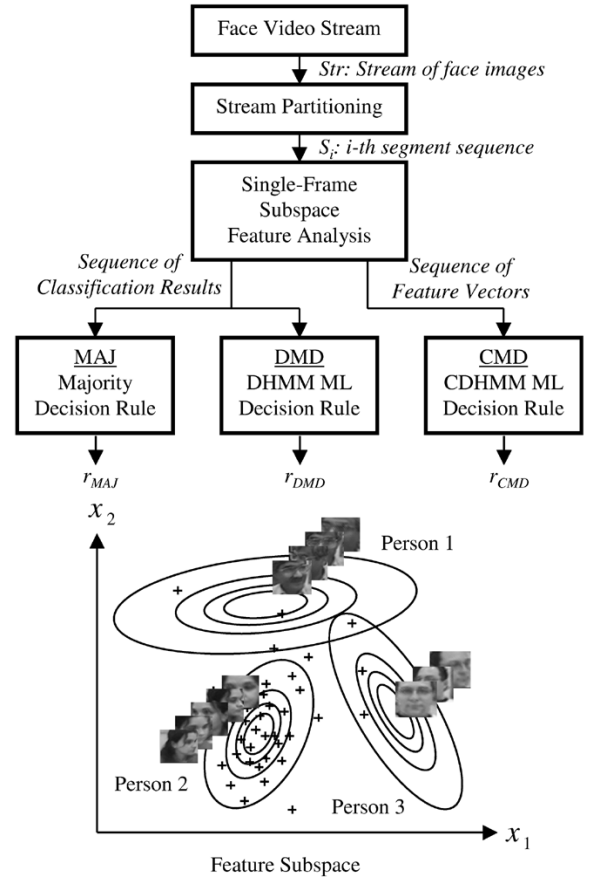 Face Video Stream
Str: Stream of face images
Stream Partitioning
Si: i-th segment sequence
Single-Frame
Subspace
Feature Analysis
Sequence of
Classification Results
Sequence of
Feature Vectors
MAJ
Majority
Decision Rule
DMD
DHMM ML
Decision Rule
CMD
CDHMM ML
Decision Rule
rMAJ
rDMD
rCMD
x2
Person 1
Person 2
Person 3
x1
Feature Subspace